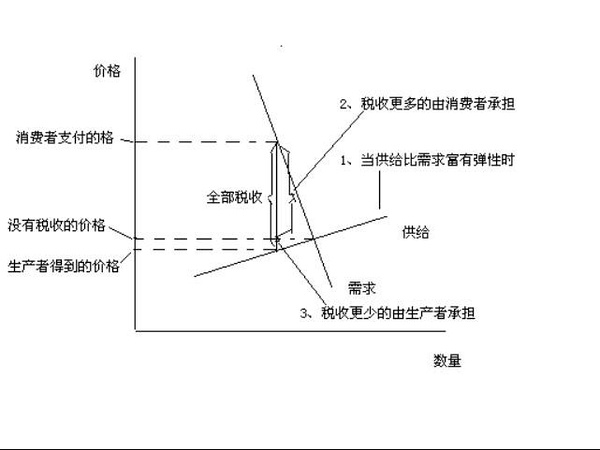 价格
2、税收更多的由消费者承担
消费者支付的格
1、当供给比需求富有弹性时
全部税收
没有税收的价格
供给
生产者得到的价格
需求
3、税收更少的由生产者承担
数量